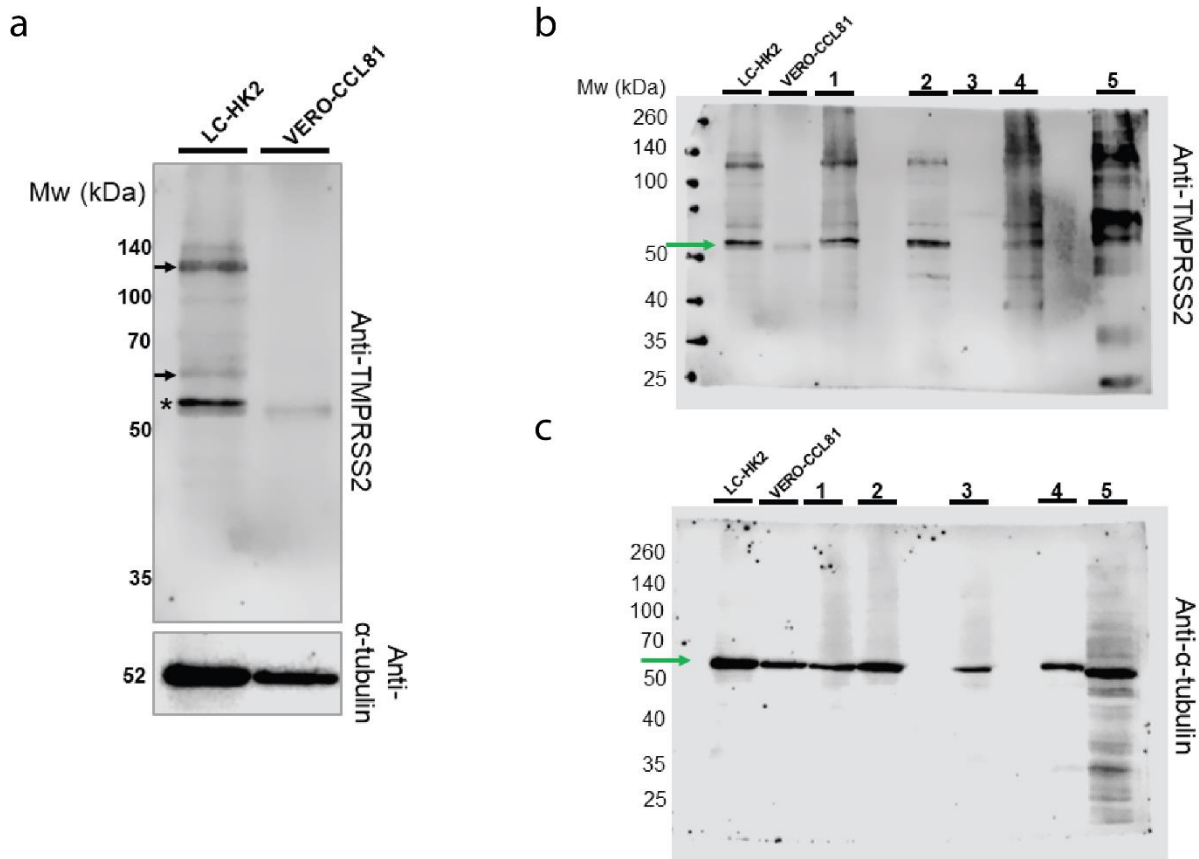 a
LC-HK2
VERO-CCL81
Mw (kDa)
140
100
70
*
50
35
Anti-TMPRSS2
52
Anti-
α-tubulin
b
LC-HK2
VERO-CCL81
1
2
3
4
5
Mw (kDa)
260
140
100
50
40
35
25
Anti-TMPRSS2
c
LC-HK2
VERO-CCL81
1
2
3
4
5
260
140
100
70
50
40
35
25
Anti-α-tubulin